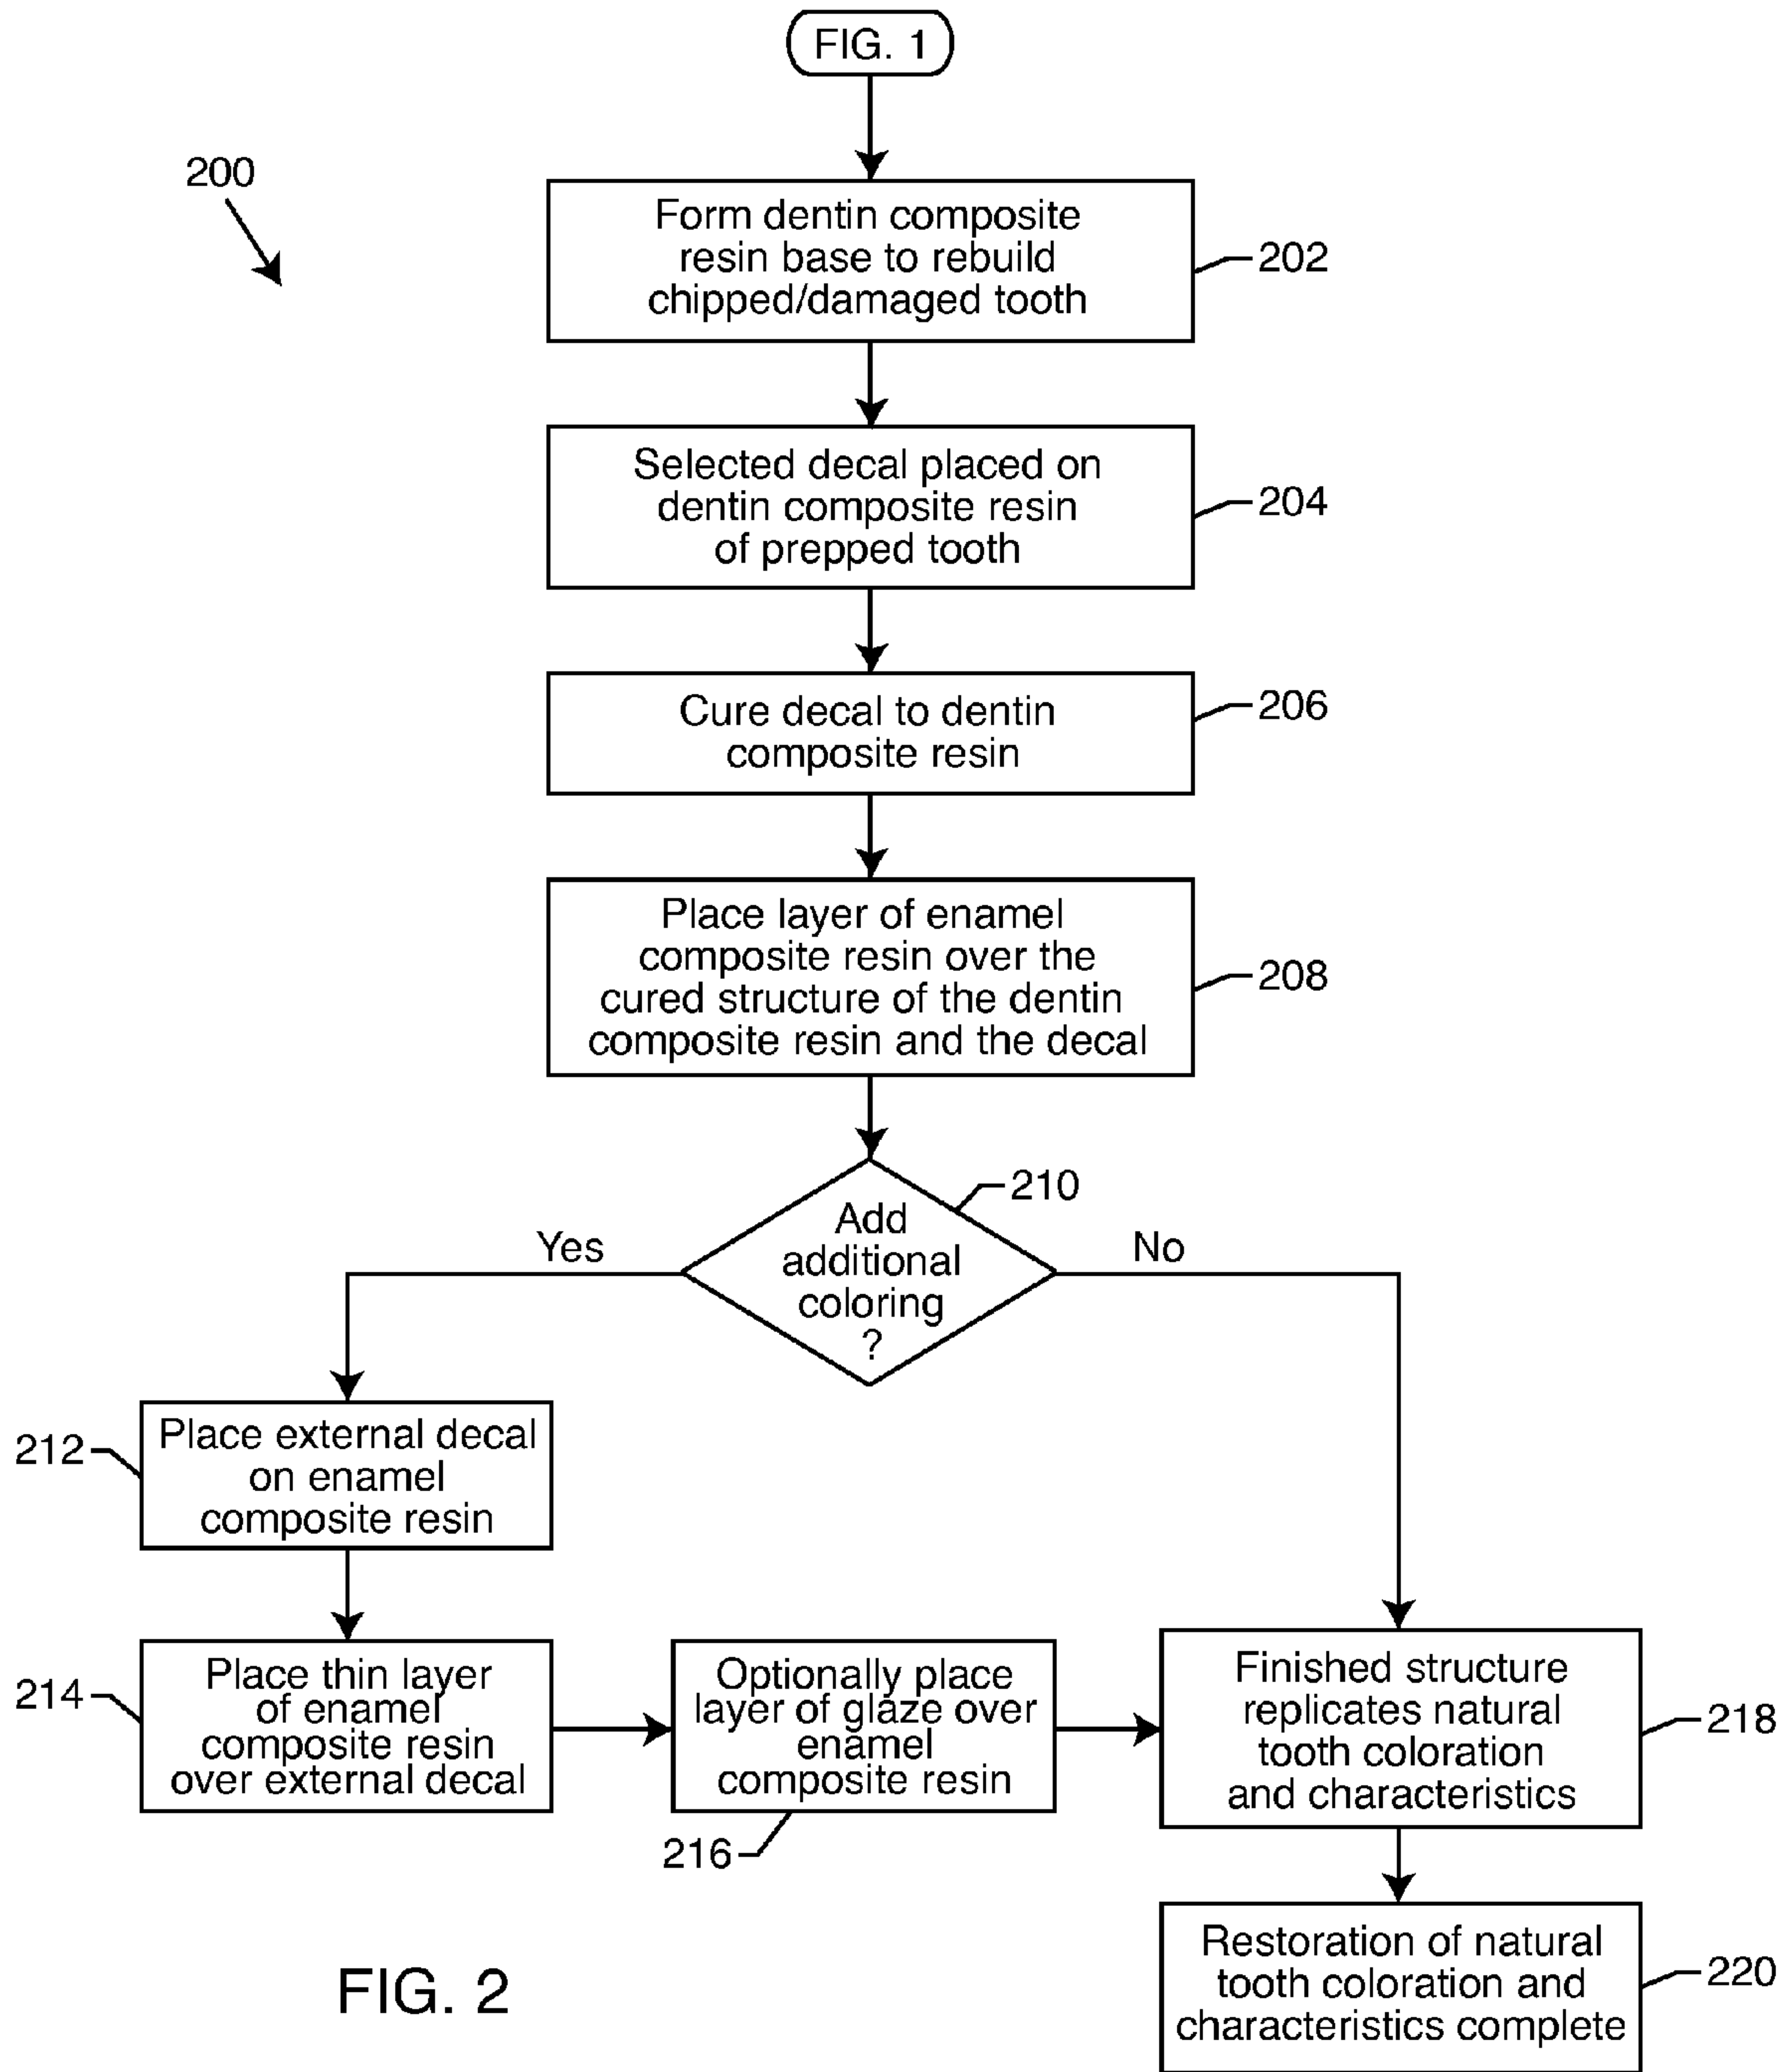 FIG. 1
200
Form dentin composite
resin base to rebuild
chipped/damaged tooth
202
Selected decal placed on
dentin composite resin
of prepped tooth
204
Cure decal to dentin
composite resin
206
Place layer of enamel
composite resin over the
cured structure of the dentin
composite resin and the decal
208
Add
additional
coloring
?
210
Yes
No
212
Place external decal
on enamel
composite resin
214
Place thin layer
of enamel
composite resin
over external decal
Optionally place
layer of glaze over
enamel
composite resin
216
Finished structure
replicates natural
tooth coloration
and characteristics
218
Restoration of natural
tooth coloration and
characteristics complete
220
FIG. 2